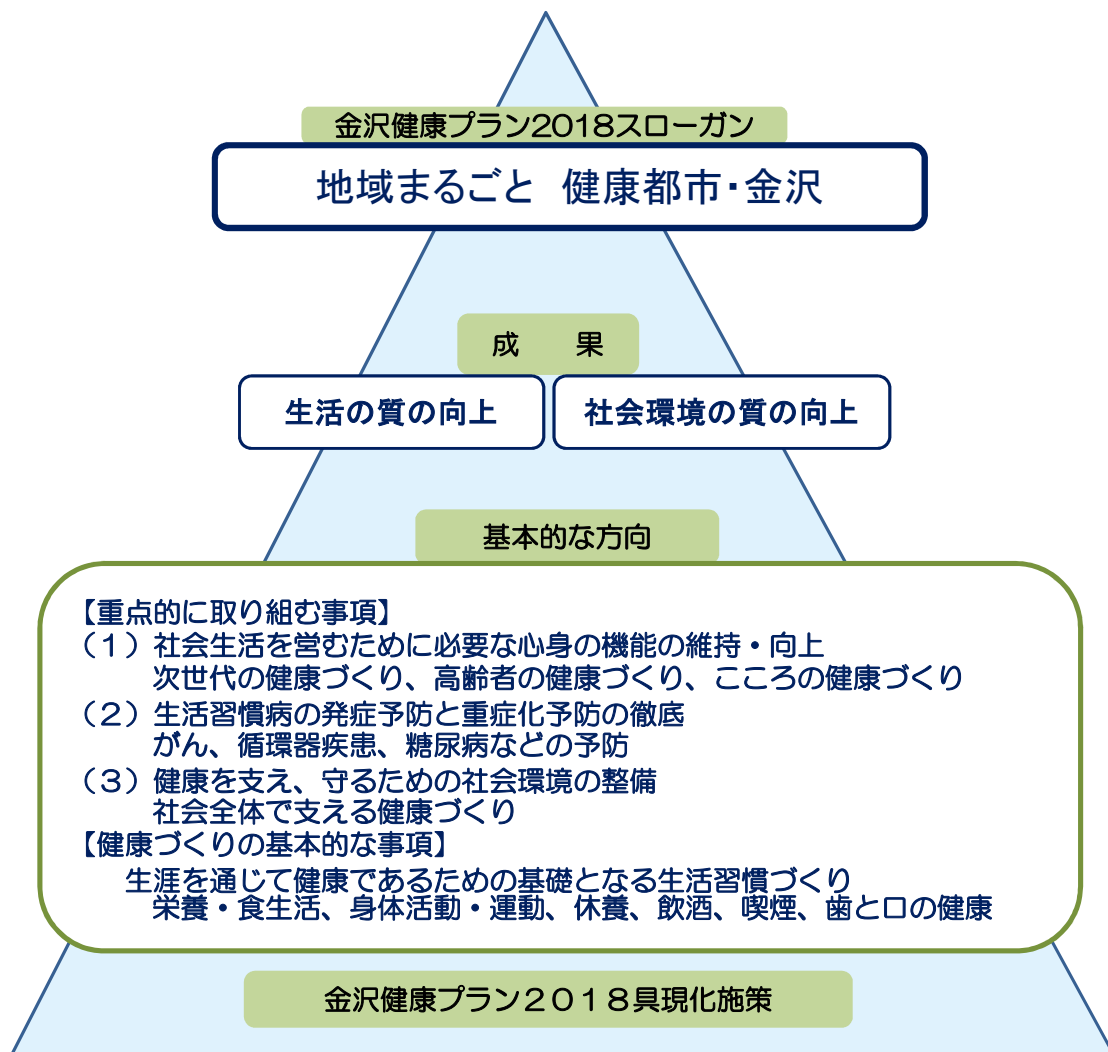 金沢健康プラン2018スローガン
地域まるごと　健康都市・金沢
成　　果
生活の質の向上
社会環境の質の向上
基本的な方向
【重点的に取り組む事項】
（１）社会生活を営むために必要な心身の機能の維持・向上
次世代の健康づくり、高齢者の健康づくり、こころの健康づくり
（２）生活習慣病の発症予防と重症化予防の徹底
がん、循環器疾患、糖尿病などの予防
（３）健康を支え、守るための社会環境の整備
社会全体で支える健康づくり
【健康づくりの基本的な事項】
生涯を通じて健康であるための基礎となる生活習慣づくり
栄養・食生活、身体活動・運動、休養、飲酒、喫煙、歯と口の健康
金沢健康プラン２０１８具現化施策